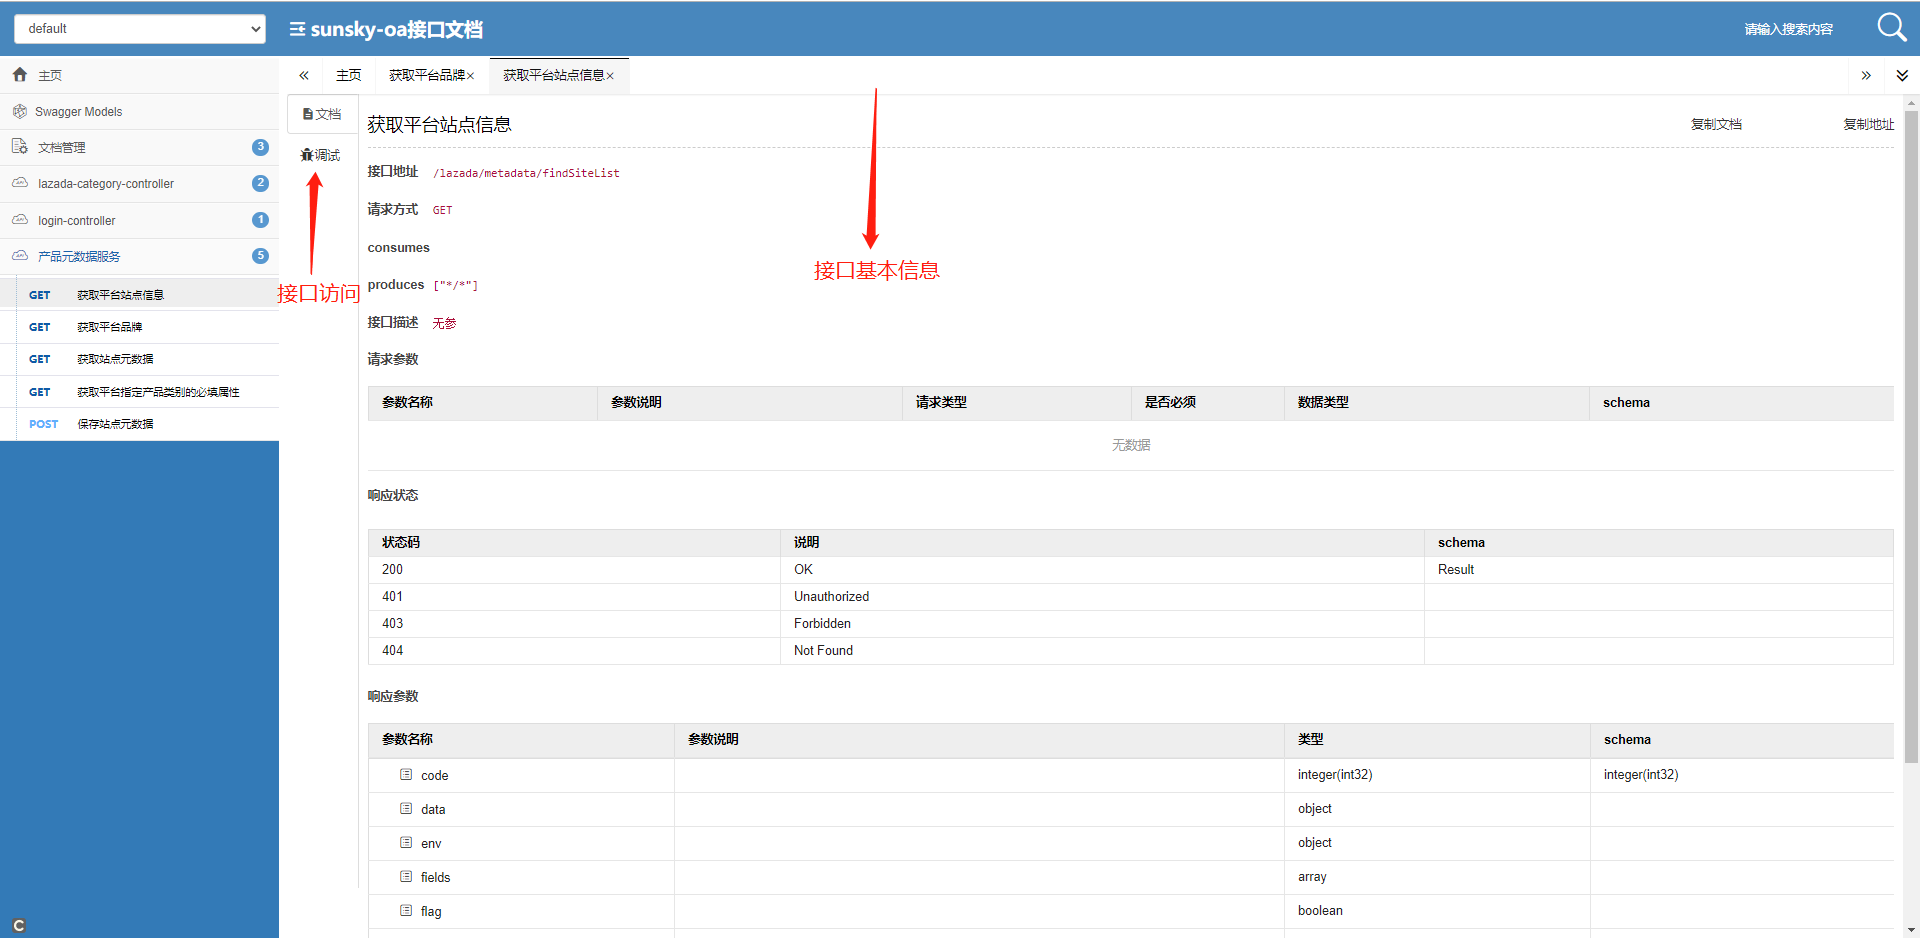 default
sunsky-oa接口文档
请输入搜索内容
主页
Swagger Models
文档管理
3
lazada-category-controller
2
login-controller
1
产品元数据服务
5
GET 获取平台站点信息
GET 获取平台品牌
GET 获取站点元数据
GET 获取平台指定产品类别的必填属性
POST 保存站点元数据
主页 获取平台品牌× 获取平台站点信息×
文档
调试
接口访问
接口基本信息
获取平台站点信息
复制文档 复制地址
接口地址 /lazada/metadata/findSiteList
请求方式 GET
consumes
produces ["*/*"]
接口描述 无参
请求参数
参数名称 参数说明 请求类型 是否必须 数据类型 schema
无数据
响应状态
状态码 说明 schema
200 OK Result
401 Unauthorized
403 Forbidden
404 Not Found
响应参数
参数名称 参数说明 类型 schema
code integer(int32) integer(int32)
data object
env object
fields array
flag boolean
C